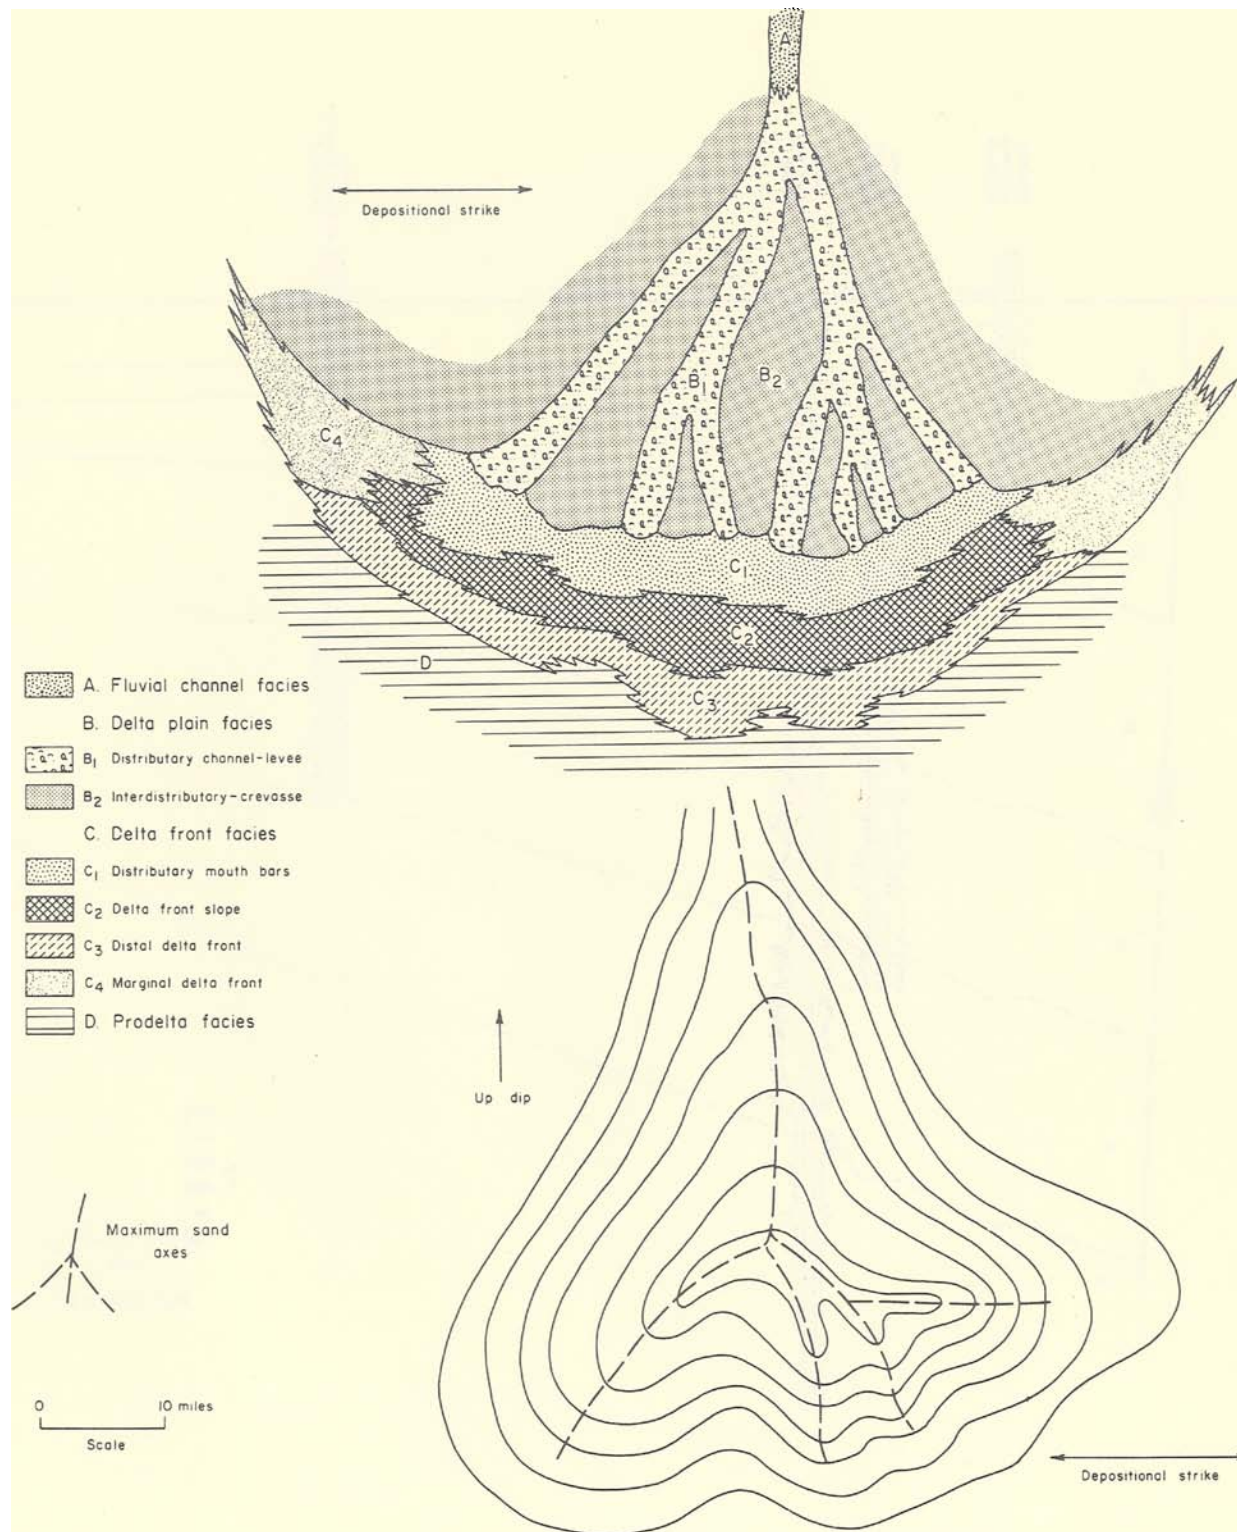 A
Depositional strike
B1
B2
C4
C1
C2
D
C3
A. Fluvial channel facies
B. Delta plain facies
B1 Distributary channel-levee
B2 Interdistributary-crevasse
C. Delta front facies
C1 Distributary mouth bars
C2 Delta front slope
C3 Distal delta front
C4 Marginal delta front
D. Prodelta facies
Up dip
Maximum sand
axes
0 10 miles
Scale
Depositional strike